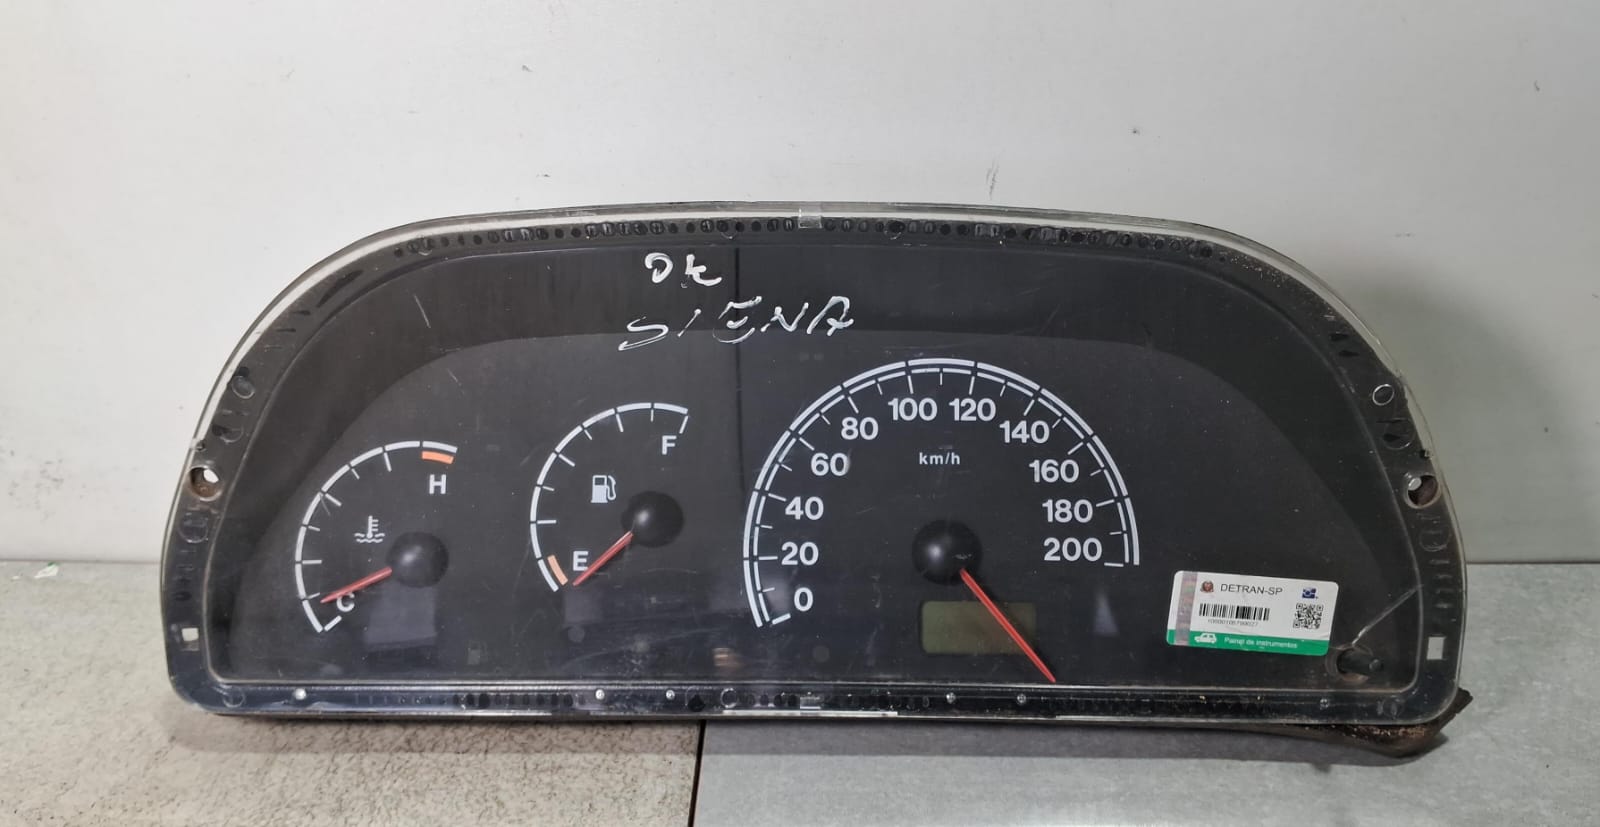 OK
SIENA
H
C
F
E
100 120
80 140
60 km/h 160
40 180
20 200
0
DETRAN-SP
Painel de instrumentos